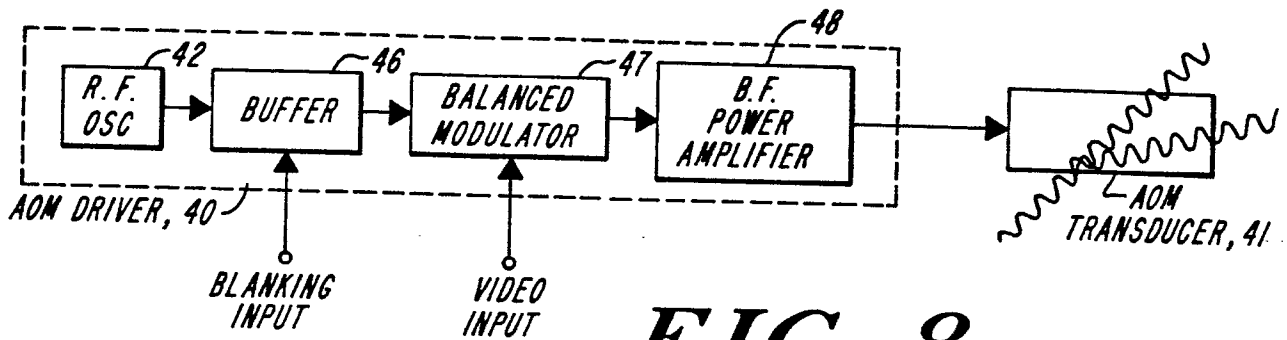 42
46
47
48
R.F.
OSC
BUFFER
BALANCED
MODULATOR
B.F.
POWER
AMPLIFIER
AOM DRIVER, 40
AOM
TRANSDUCER, 41
BLANKING
INPUT
VIDEO
INPUT
FIG. 8